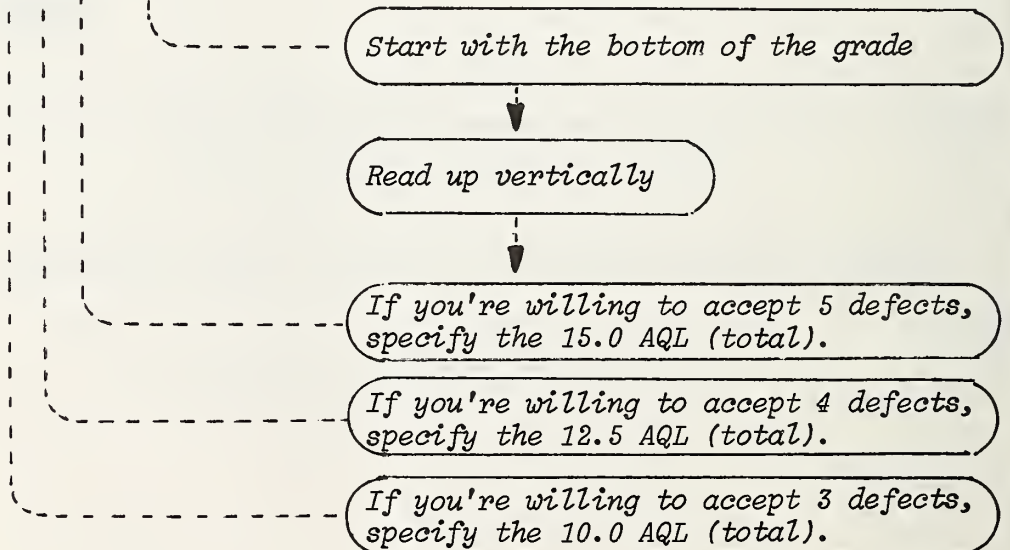 Start with the bottom of the grade
Read up vertically
If you're willing to accept 5 defects,
specify the 15.0 AQL (total).
If you're willing to accept 4 defects,
specify the 12.5 AQL (total).
If you're willing to accept 3 defects,
specify the 10.0 AQL (total).